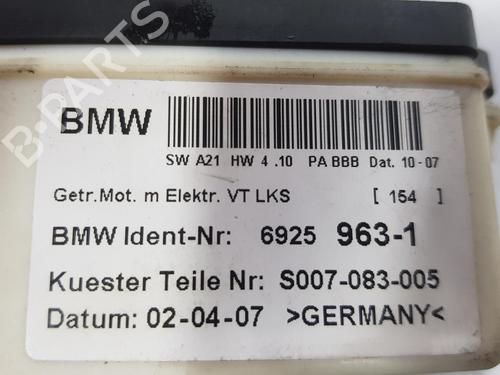 BMW
SW A21 HW 4 .10 PA BBB Dat. 10-07
Getr.Mot. m Elektr. VT LKS [ 154 ]
BMW Ident-Nr: 6925 963-1
Kuester Teile Nr: S007-083-005
Datum: 02-04-07 >GERMANY<
B-PARTS